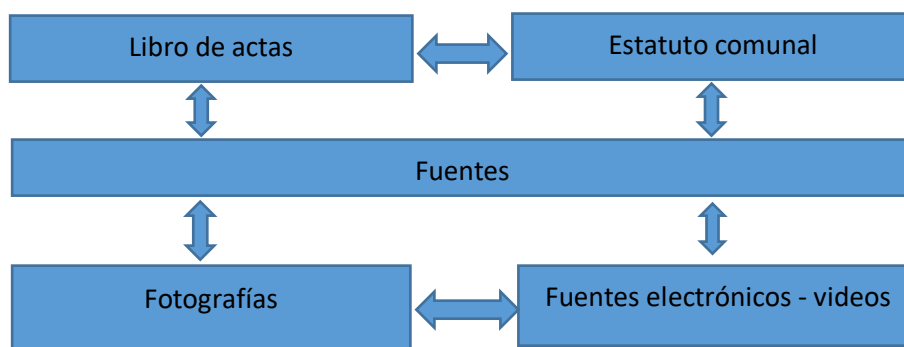 Libro de actas
Estatuto comunal
Fuentes
Fotografías
Fuentes electrónicos - videos